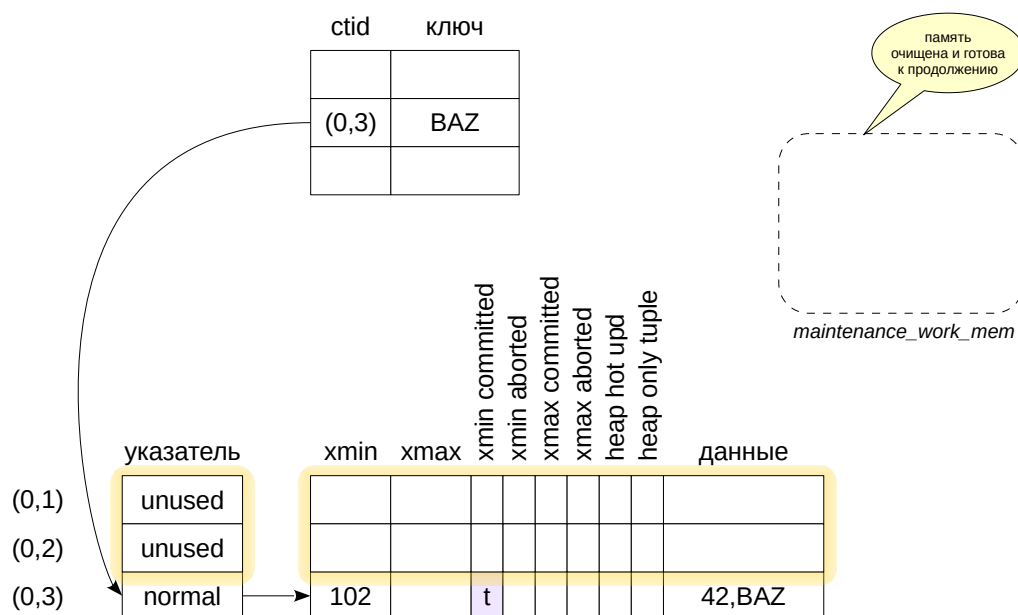 ctid ключ
(0,3) BAZ
память
очищена и готова
к продолжению
maintenance_work_mem
указатель xmin xmax xmin committed xmin aborted xmax committed xmax aborted heap hot upd heap only tuple данные
(0,1) unused
(0,2) unused
(0,3) normal 102 t 42,BAZ